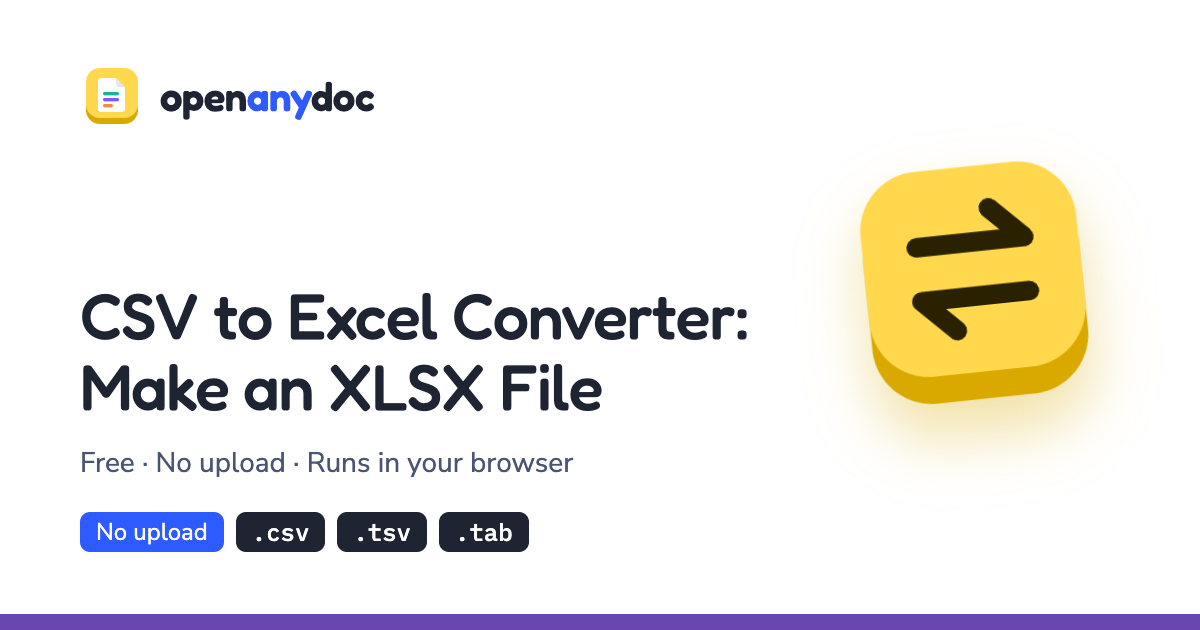 openanydoc
CSV to Excel Converter:
Make an XLSX File
Free · No upload · Runs in your browser
No upload .csv .tsv .tab